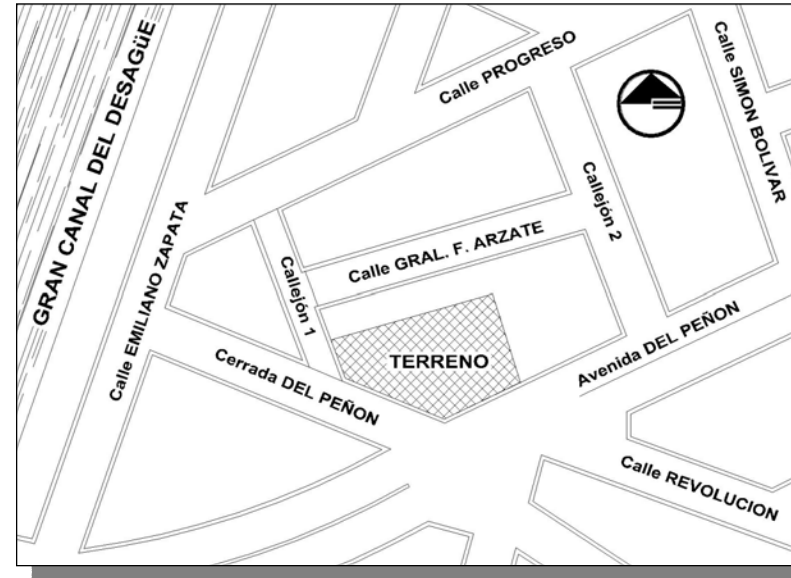 GRAN CANAL DEL DESAGüE
Calle EMILIANO ZAPATA
Calle PROGRESO
Calle SIMON BOLIVAR
Callejón 2
Calle GRAL. F. ARZATE
Callejón 1
TERRENO
Cerrada DEL PEÑON
Avenida DEL PEÑON
Calle REVOLUCION